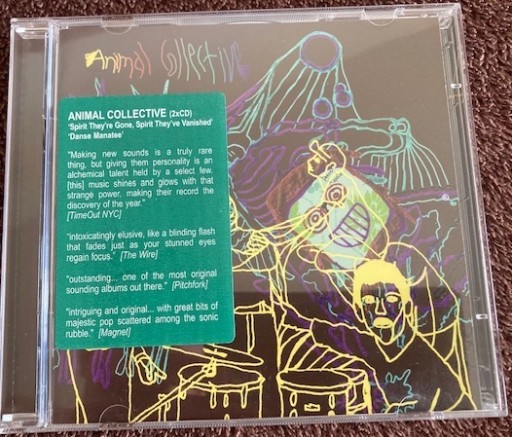 Animal Collective
ANIMAL COLLECTIVE (2xCD)
'Spirit They're Gone, Spirit They've Vanished'
'Danse Manatee'
"Making new sounds is a truly rare
thing, but giving them personality is an
alchemical talent held by a select few.
[this] music shines and glows with that
strange power, making their record the
discovery of the year."
[TimeOut NYC]
"intoxicatingly elusive, like a blinding flash
that fades just as your stunned eyes
regain focus." [The Wire]
"outstanding... one of the most original
sounding albums out there." [Pitchfork]
"intriguing and original... with great bits of
majestic pop scattered among the sonic
rubble." [Magnet]